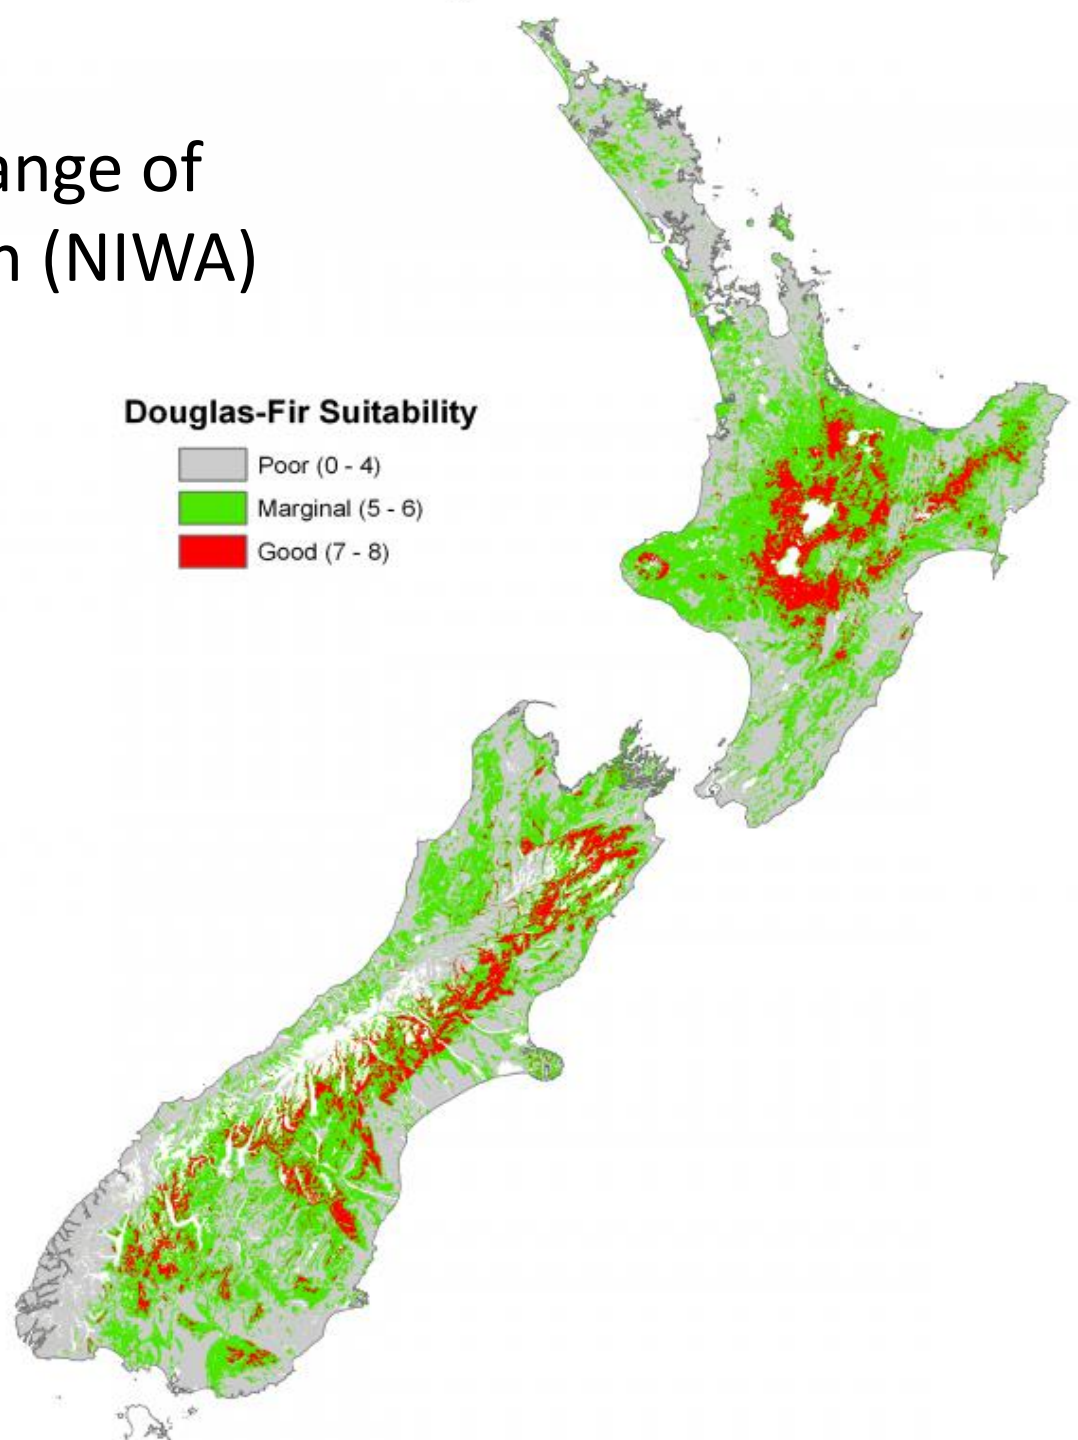 ange of
n (NIWA)
Douglas-Fir Suitability
Poor (0 - 4)
Marginal (5 - 6)
Good (7 - 8)